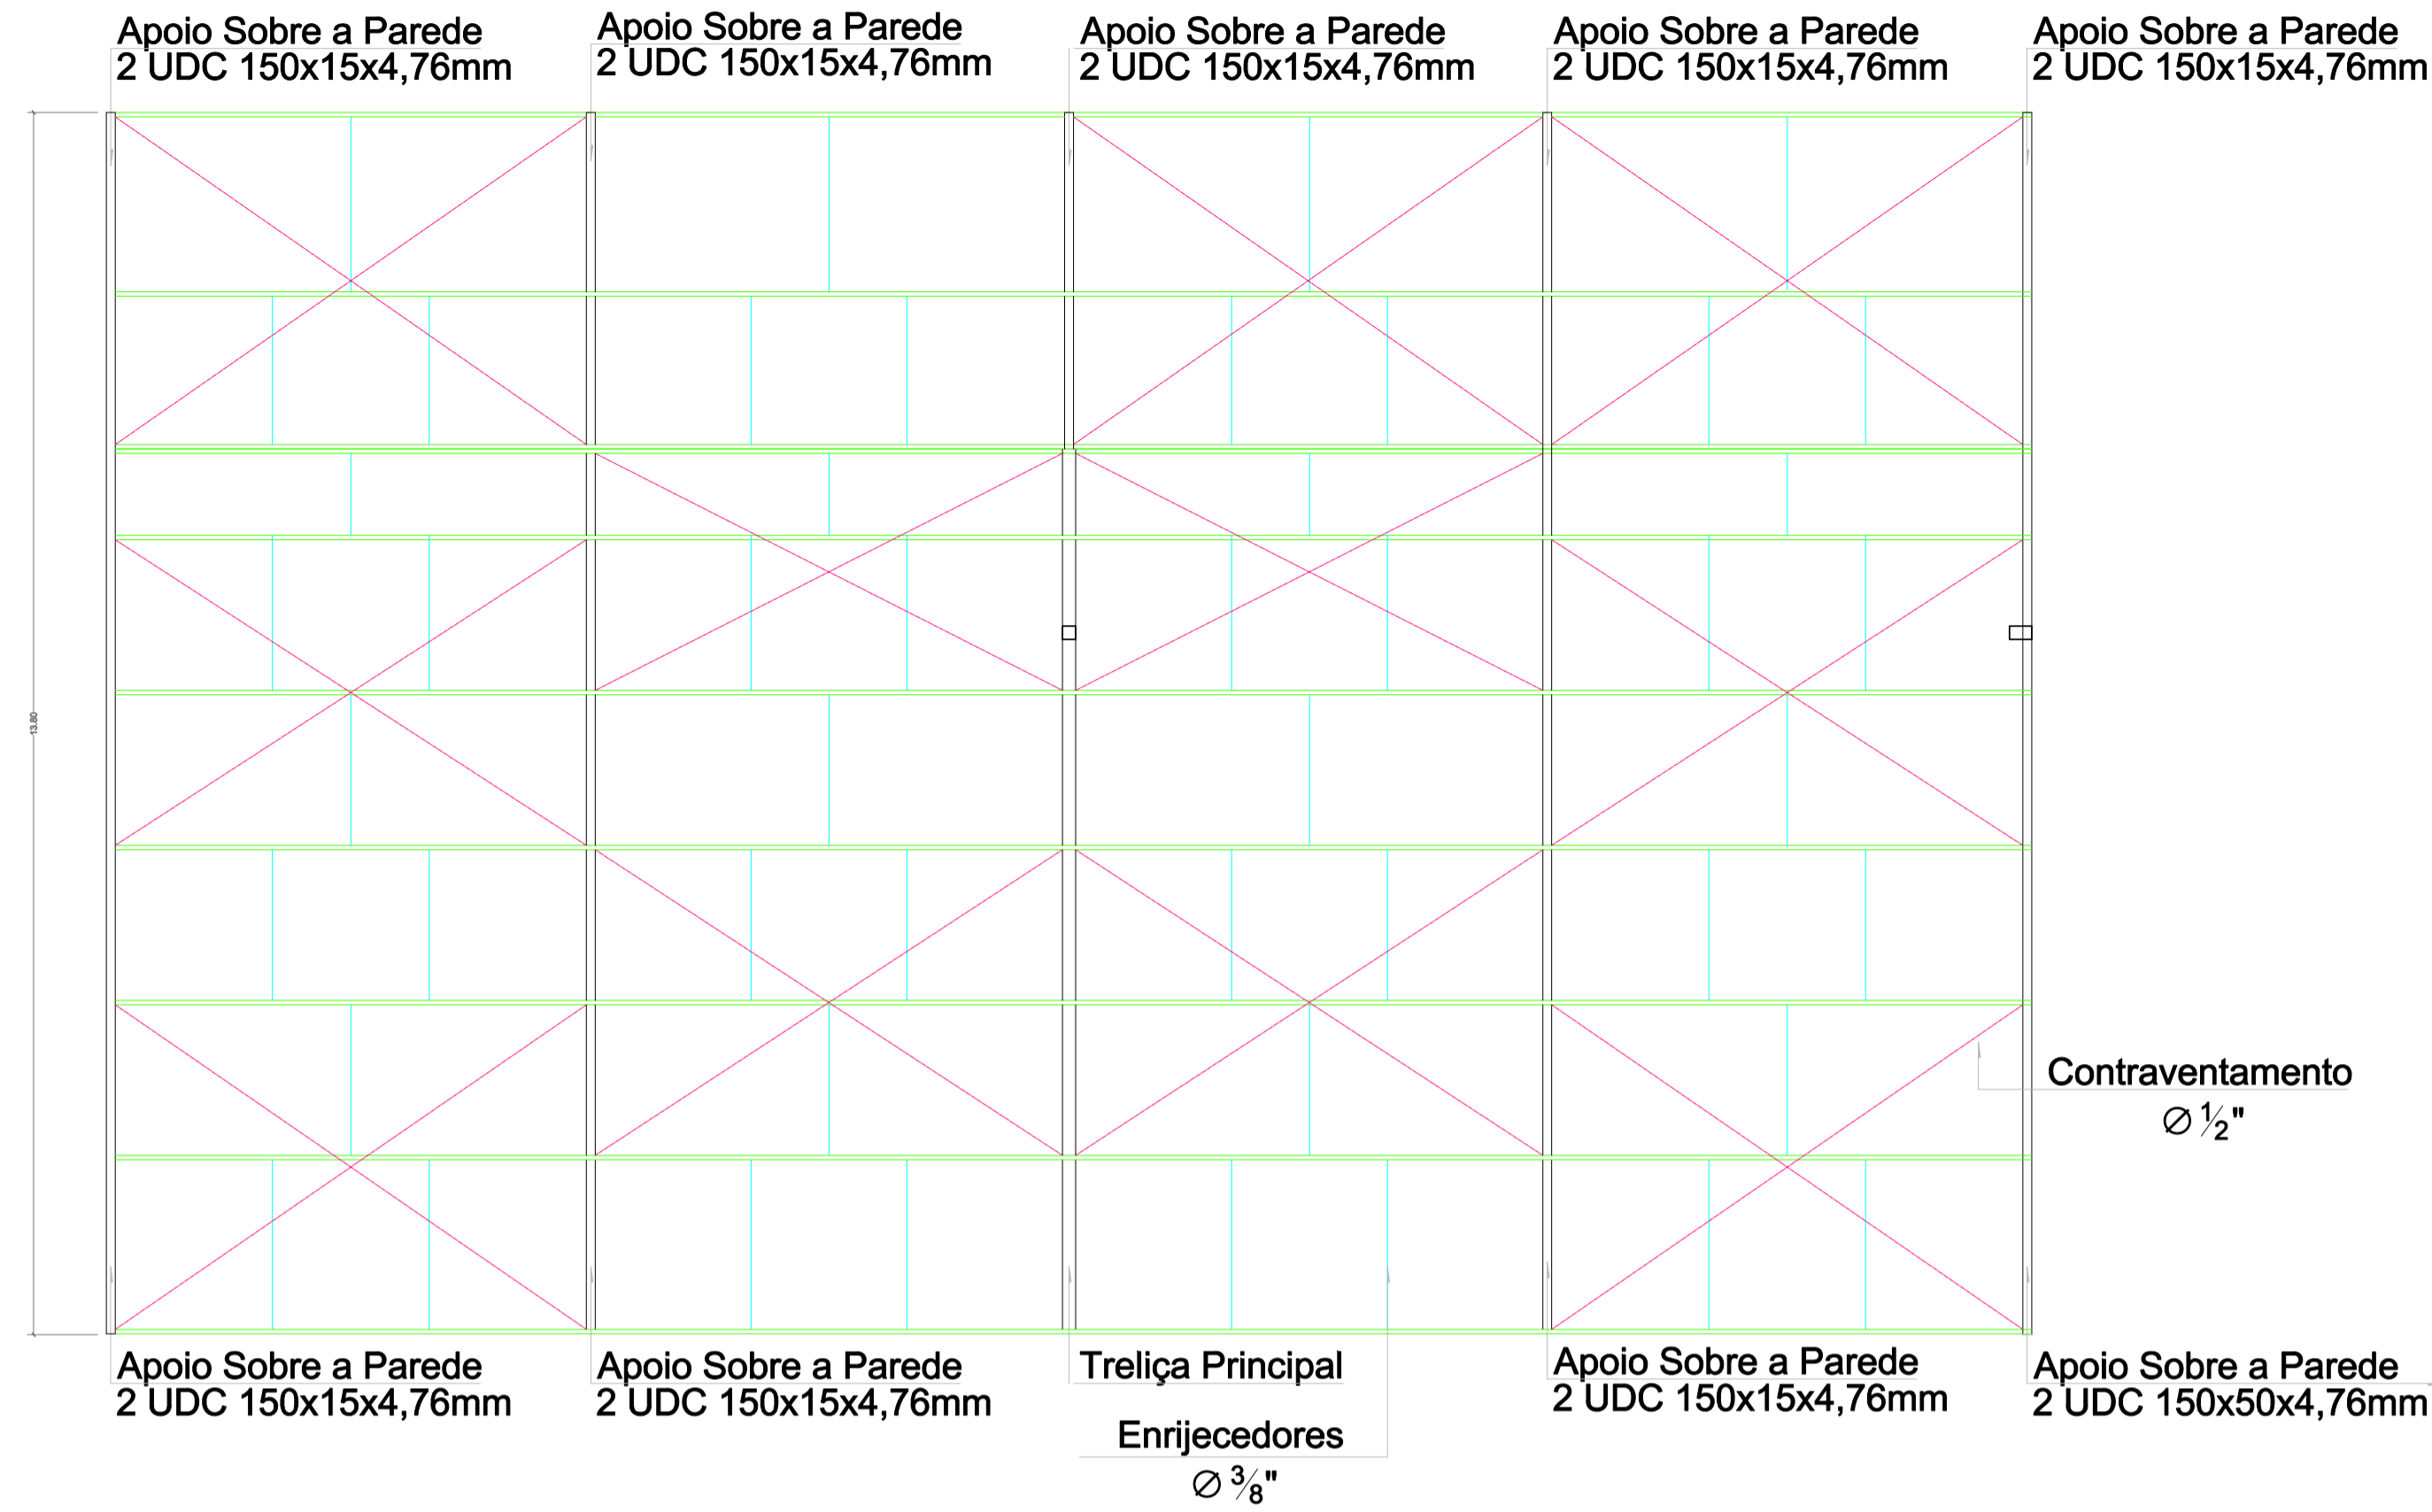 Apoio Sobre a Parede
2 UDC 150x15x4,76mm
Apoio Sobre a Parede
2 UDC 150x15x4,76mm
Apoio Sobre a Parede
2 UDC 150x15x4,76mm
Apoio Sobre a Parede
2 UDC 150x15x4,76mm
Apoio Sobre a Parede
2 UDC 150x15x4,76mm
13.80
Contraventamento
Ø 1/2"
Apoio Sobre a Parede
2 UDC 150x15x4,76mm
Apoio Sobre a Parede
2 UDC 150x15x4,76mm
Treliça Principal
Enrijecedores
Ø 3/8"
Apoio Sobre a Parede
2 UDC 150x15x4,76mm
Apoio Sobre a Parede
2 UDC 150x50x4,76mm